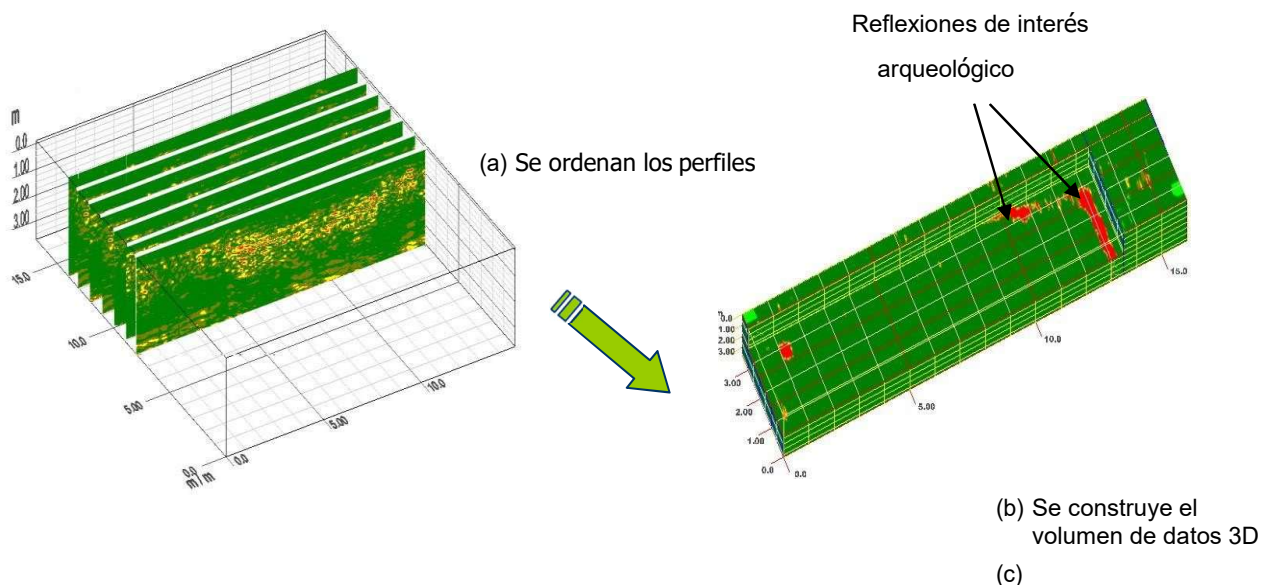 Reflexiones de interés
arqueológico
(a) Se ordenan los perfiles
m
0.0
1.00
2.00
3.00
15.0
10.0
5.00
0.0
m/m
0.0
5.00
10.0
0.0
1.00
2.00
3.00
3.00
2.00
1.00
0.0
0.0
5.00
10.0
15.0
(b) Se construye el
volumen de datos 3D
(c)